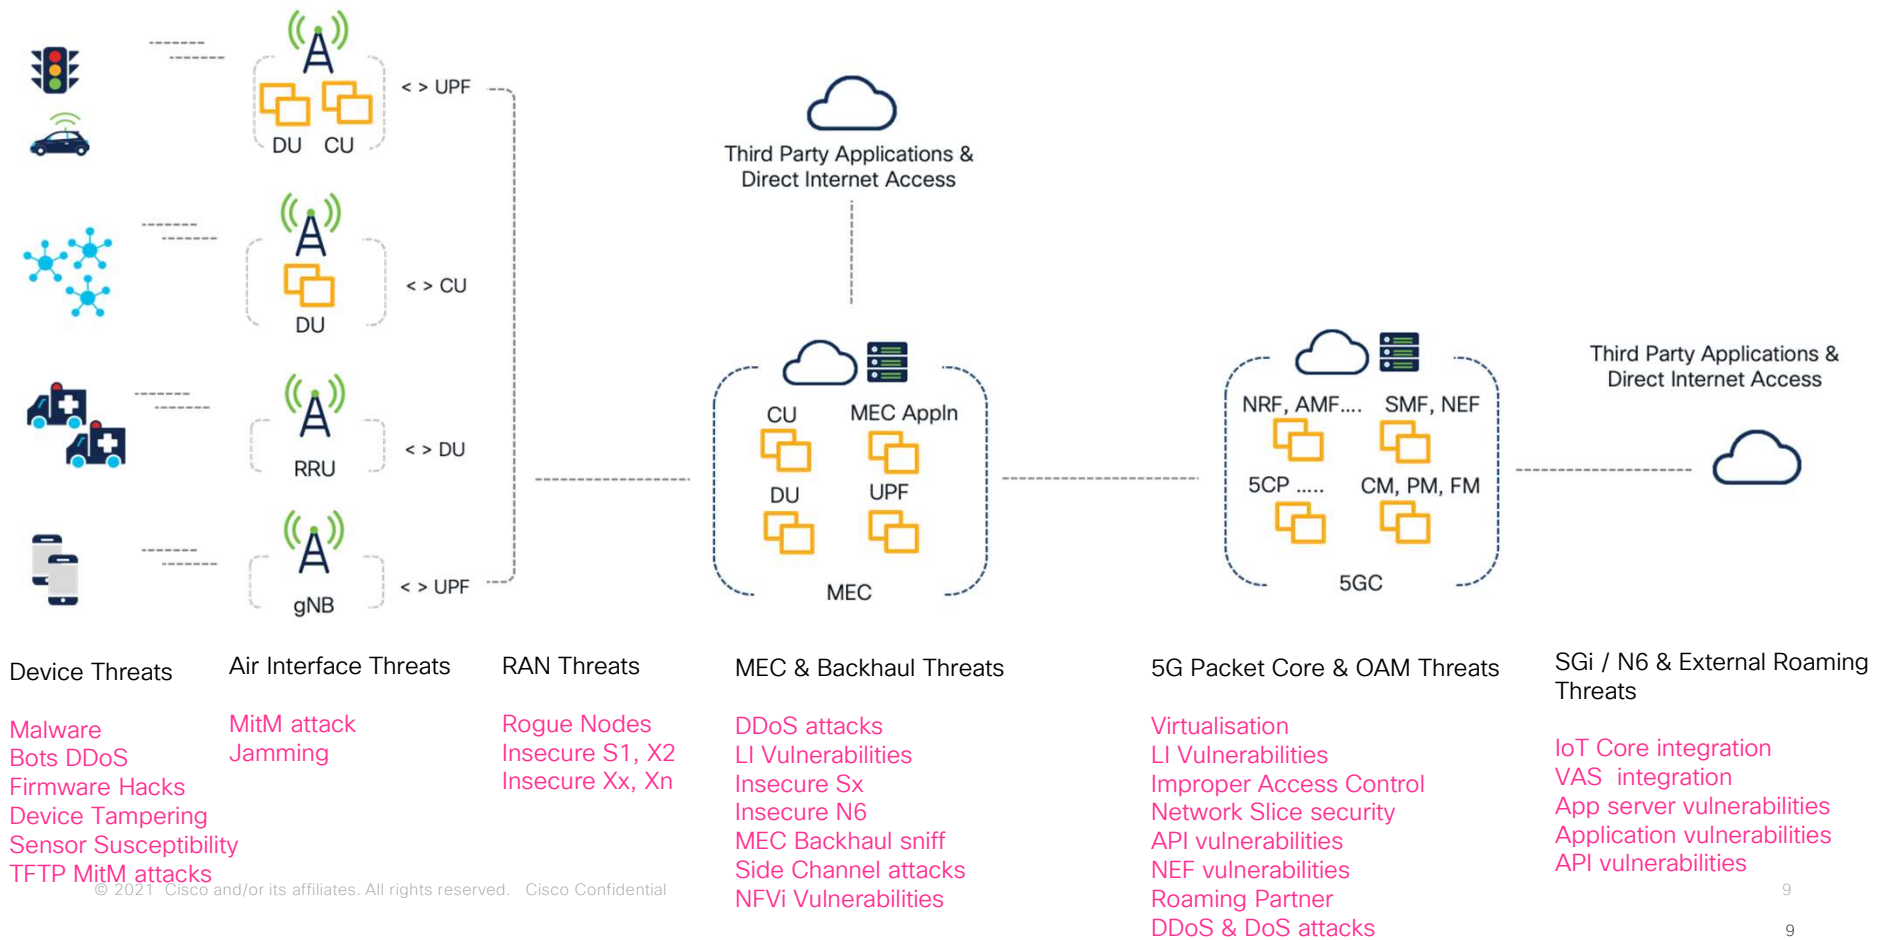 < > UPF
DU
CU
Third Party Applications &
Direct Internet Access
< > CU
DU
Third Party Applications &
Direct Internet Access
NRF, AMF....
SMF, NEF
CU
MEC Appln
< > DU
RRU
5CP .....
CM, PM, FM
DU
UPF
5GC
< > UPF
MEC
gNB
Device Threats
Malware
Bots DDoS
Firmware Hacks
Device Tampering
Sensor Susceptibility
TFTP MitM attacks
Air Interface Threats
MitM attack
Jamming
RAN Threats
Rogue Nodes
Insecure S1, X2
Insecure Xx, Xn
MEC & Backhaul Threats
DDoS attacks
LI Vulnerabilities
Insecure Sx
Insecure N6
MEC Backhaul sniff
Side Channel attacks
NFVi Vulnerabilities
5G Packet Core & OAM Threats
Virtualisation
LI Vulnerabilities
Improper Access Control
Network Slice security
API vulnerabilities
NEF vulnerabilities
Roaming Partner
DDoS & DoS attacks
SGi / N6 & External Roaming
Threats
IoT Core integration
VAS integration
App server vulnerabilities
Application vulnerabilities
API vulnerabilities
© 2021 Cisco and/or its affiliates. All rights reserved. Cisco Confidential
9
9